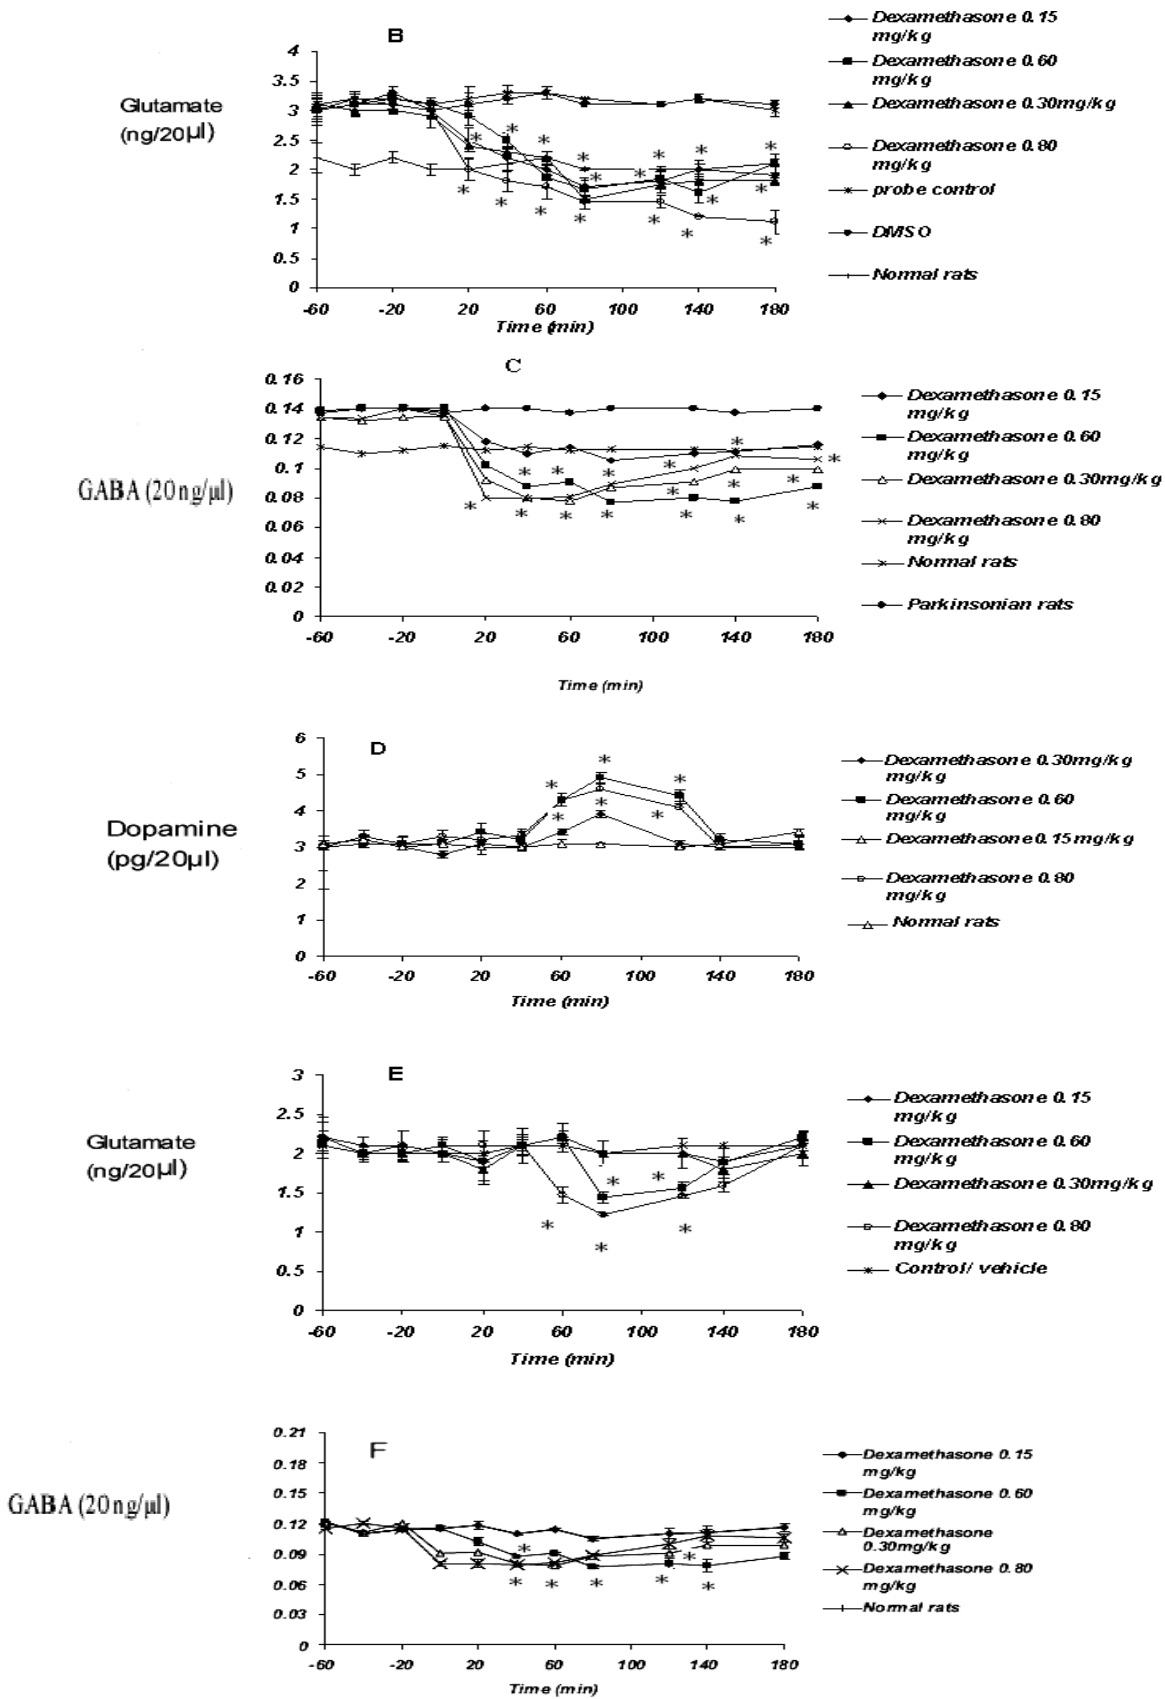 B
Glutamate
(ng/20µl)
4
3.5
3
2.5
2
1.5
1
0.5
0
-60 -20 20 60 100 140 180
Time (min)
Dexamethasone 0.15
mg/kg
Dexamethasone 0.60
mg/kg
Dexamethasone 0.30mg/kg
Dexamethasone 0.80
mg/kg
probe control
DMSO
Normal rats
C
GABA (20ng/µl)
0.16
0.14
0.12
0.1
0.08
0.06
0.04
0.02
0
-60 -20 20 60 100 140 180
Time (min)
Dexamethasone 0.15
mg/kg
Dexamethasone 0.60
mg/kg
Dexamethasone 0.30mg/kg
Dexamethasone 0.80
mg/kg
Normal rats
Parkinsonian rats
D
Dopamine
(pg/20µl)
6
5
4
3
2
1
0
-60 -20 20 60 100 140 180
Time (min)
Dexamethasone 0.30mg/kg
mg/kg
Dexamethasone 0.60
mg/kg
Dexamethasone 0.15mg/kg
Dexamethasone 0.80
mg/kg
Normal rats
E
Glutamate
(ng/20µl)
3
2.5
2
1.5
1
0.5
0
-60 -20 20 60 100 140 180
Time (min)
Dexamethasone 0.15
mg/kg
Dexamethasone 0.60
mg/kg
Dexamethasone 0.30mg/kg
Dexamethasone 0.80
mg/kg
Control/ vehicle
F
GABA (20ng/µl)
0.21
0.18
0.15
0.12
0.09
0.06
0.03
0
-60 -20 20 60 100 140 180
Time (min)
Dexamethasone 0.15
mg/kg
Dexamethasone 0.60
mg/kg
Dexamethasone
0.30mg/kg
Dexamethasone 0.80
mg/kg
Normal rats